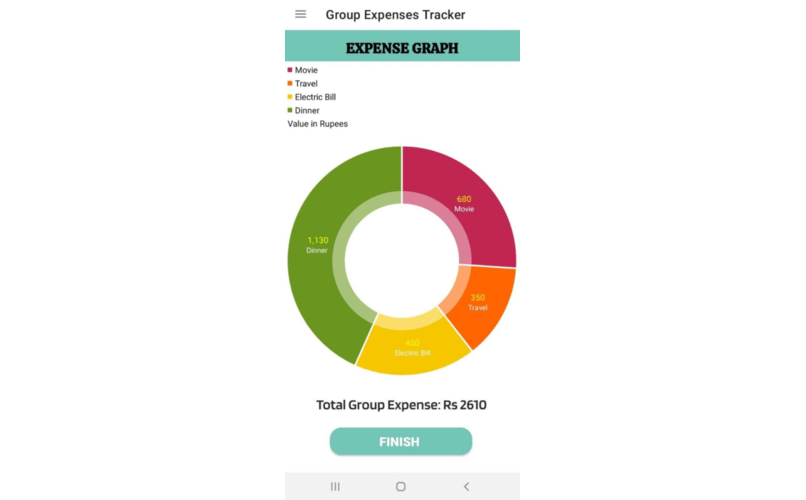 Group Expenses Tracker
EXPENSE GRAPH
Movie
Travel
Electric Bill
Dinner
Value in Rupees
680
Movie
1,130
Dinner
350
Travel
450
Electric Bill
Total Group Expense: Rs 2610
FINISH